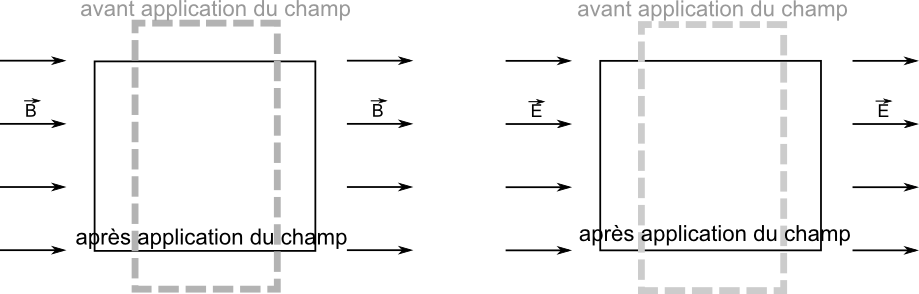 avant application du champ
avant application du champ
B
B
E
E
après application du champ
après application du champ